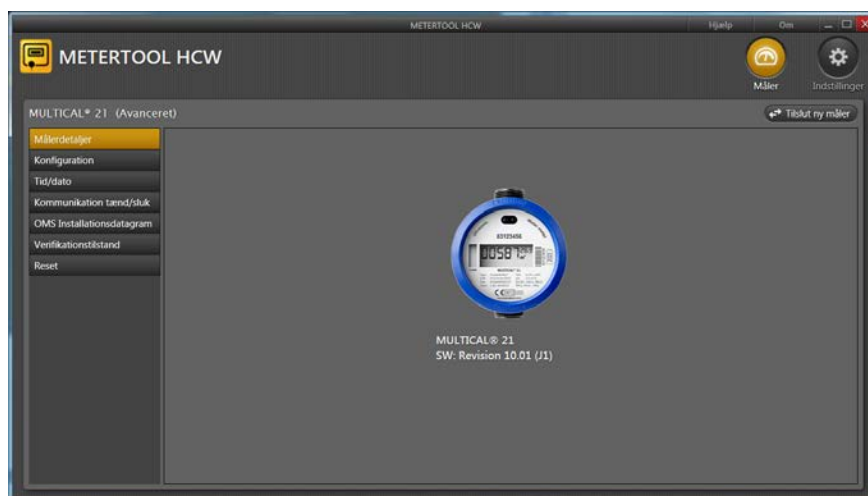 METERTOOL HCW
Hjælp
Om
METERTOOL HCW
Måler
Indstillinger
MULTICAL® 21 (Avanceret)
Tilslut ny måler
Målerdetaljer
Konfiguration
Tid/dato
Kommunikation tænd/sluk
OMS Installationsdatagram
Verifikationstilstand
Reset
MULTICAL® 21
SW: Revision 10.01 (J1)